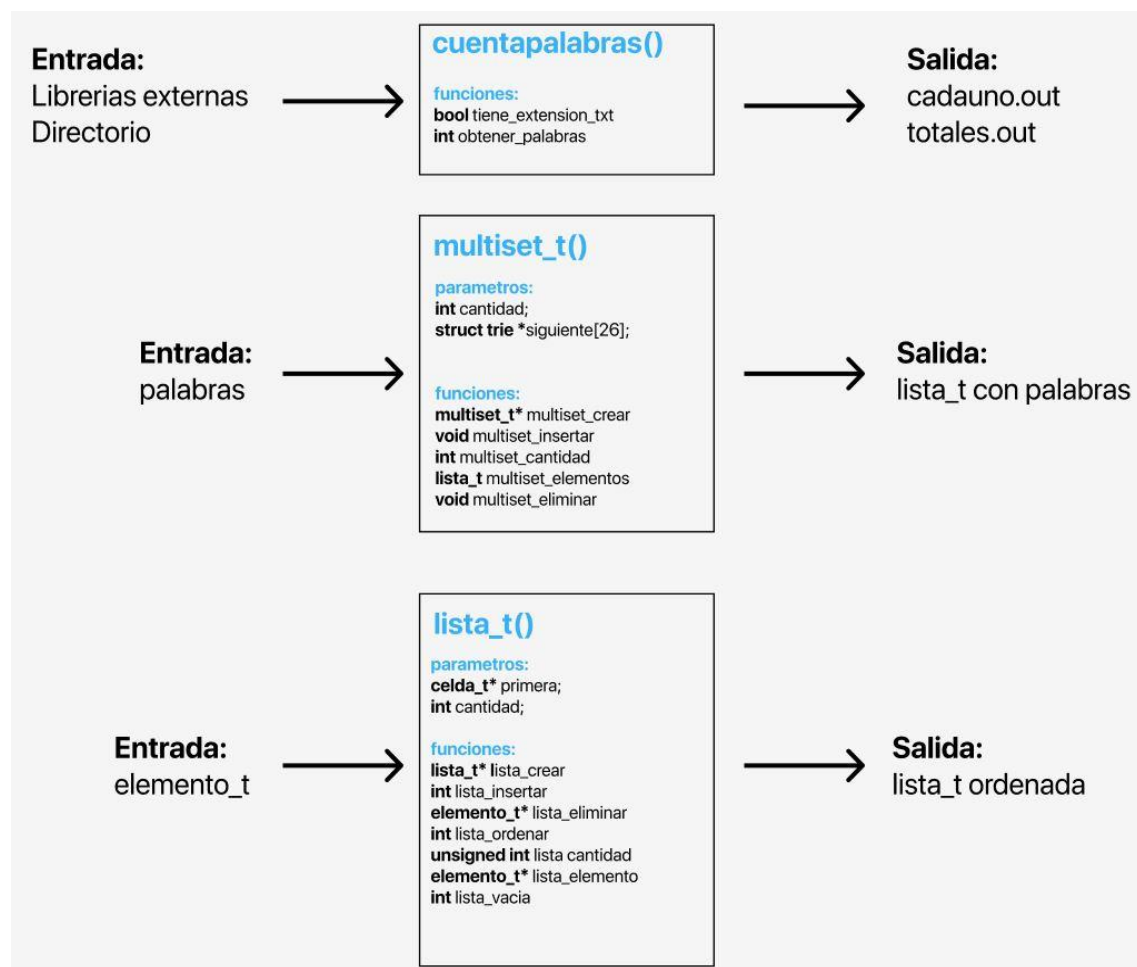 Entrada:
Librerias externas
Directorio
cuentapalabras()
funciones:
bool tiene_extension_txt
int obtener_palabras
Salida:
cadauno.out
totales.out
Entrada:
palabras
multiset_t()
parametros:
int cantidad;
struct trie *siguiente[26];
funciones:
multiset_t* multiset_crear
void multiset_insertar
int multiset_cantidad
lista_t multiset_elementos
void multiset_eliminar
Salida:
lista_t con palabras
Entrada:
elemento_t
lista_t()
parametros:
celda_t* primera;
int cantidad;
funciones:
lista_t* lista_crear
int lista_insertar
elemento_t* lista_eliminar
int lista_ordenar
unsigned int lista cantidad
elemento_t* lista_elemento
int lista_vacia
Salida:
lista_t ordenada